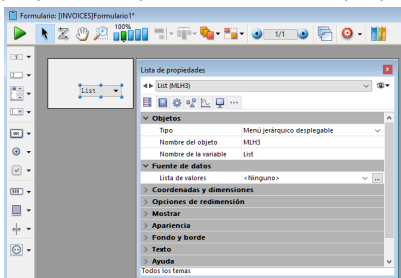 Formulario: [INVOICES]Formulario1*
100%
1/1
List
Lista de propiedades
List (MLH3)
Objetos
Tipo
Menú jerárquico desplegable
Nombre del objeto
MLH3
Nombre de la variable
List
Fuente de datos
Lista de valores
<Ninguno>
...
Coordenadas y dimensiones
Opciones de redimensión
Mostrar
Apariencia
Fondo y borde
Texto
Ayuda
Todos los temas